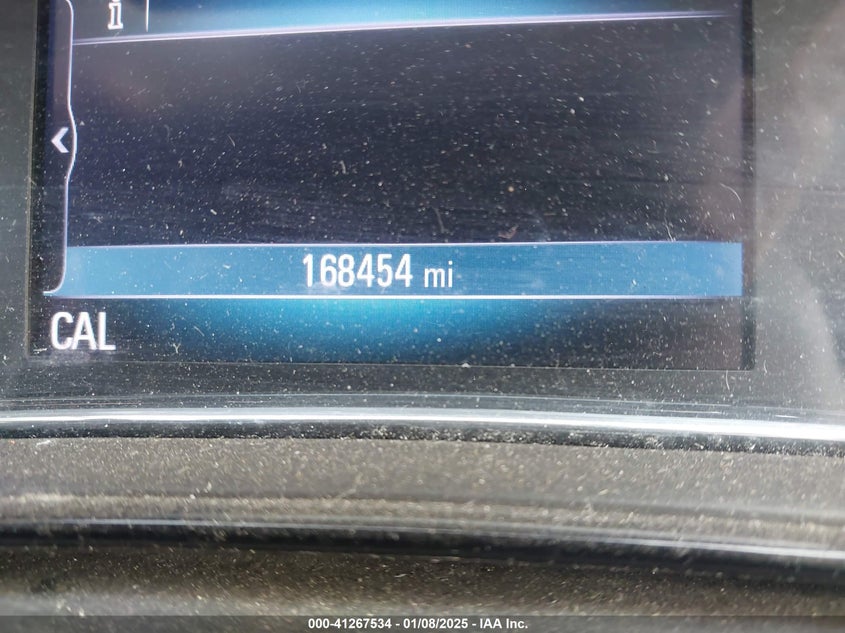 i
168454 mi
CAL
000-41267534 - 01/08/2025 - IAA Inc.